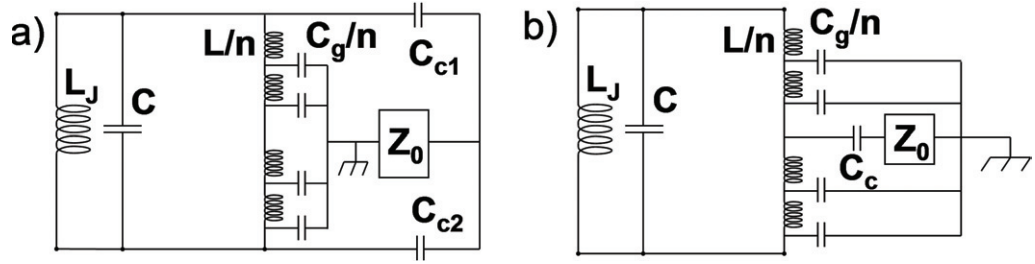 a)
L_J
C
L/n
C_g/n
C_c1
Z_0
C_c2
b)
L_J
C
L/n
C_g/n
C_c
Z_0